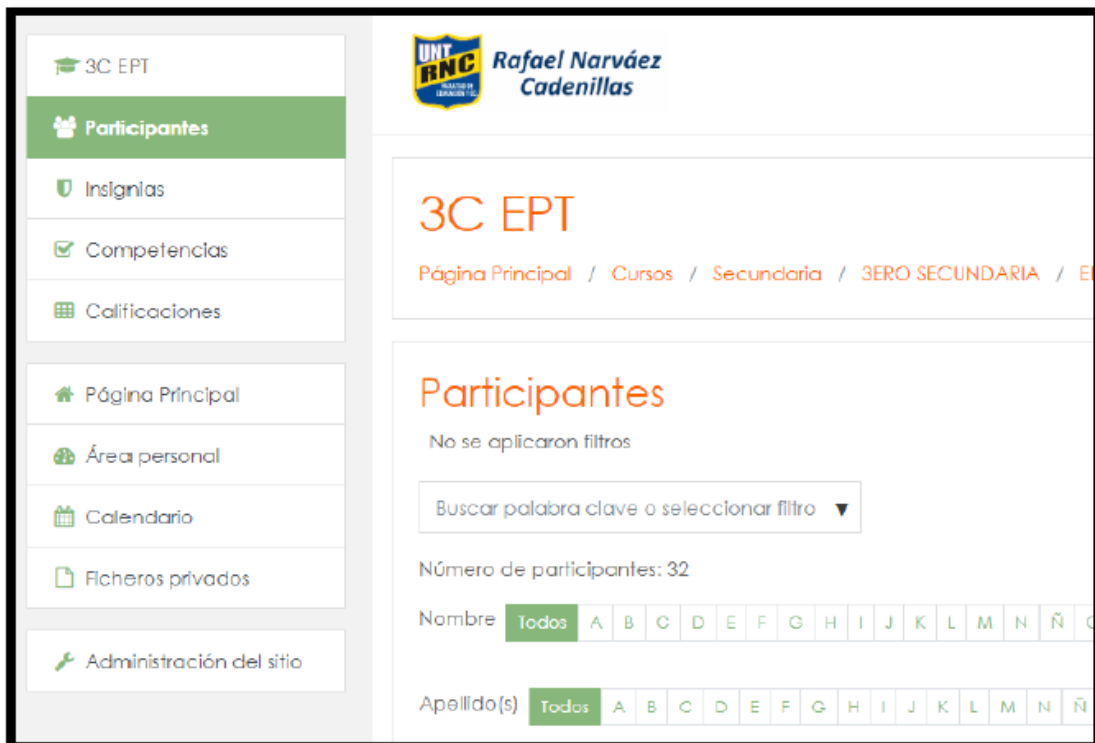 3C EPT
Participantes
Insignias
Competencias
Calificaciones
Página Principal
Área personal
Calendario
Ficheros privados
Administración del sitio
UNT
RNC
Rafael Narváez
Cadenillas
3C EPT
Página Principal / Cursos / Secundaria / 3ERO SECUNDARIA /
Participantes
No se aplicaron filtros
Buscar palabra clave o seleccionar filtro ▼
Número de participantes: 32
Nombre Todos A B C D E F G H I J K L M N Ñ
Apellido(s) Todos A B C D E F G H I J K L M N Ñ